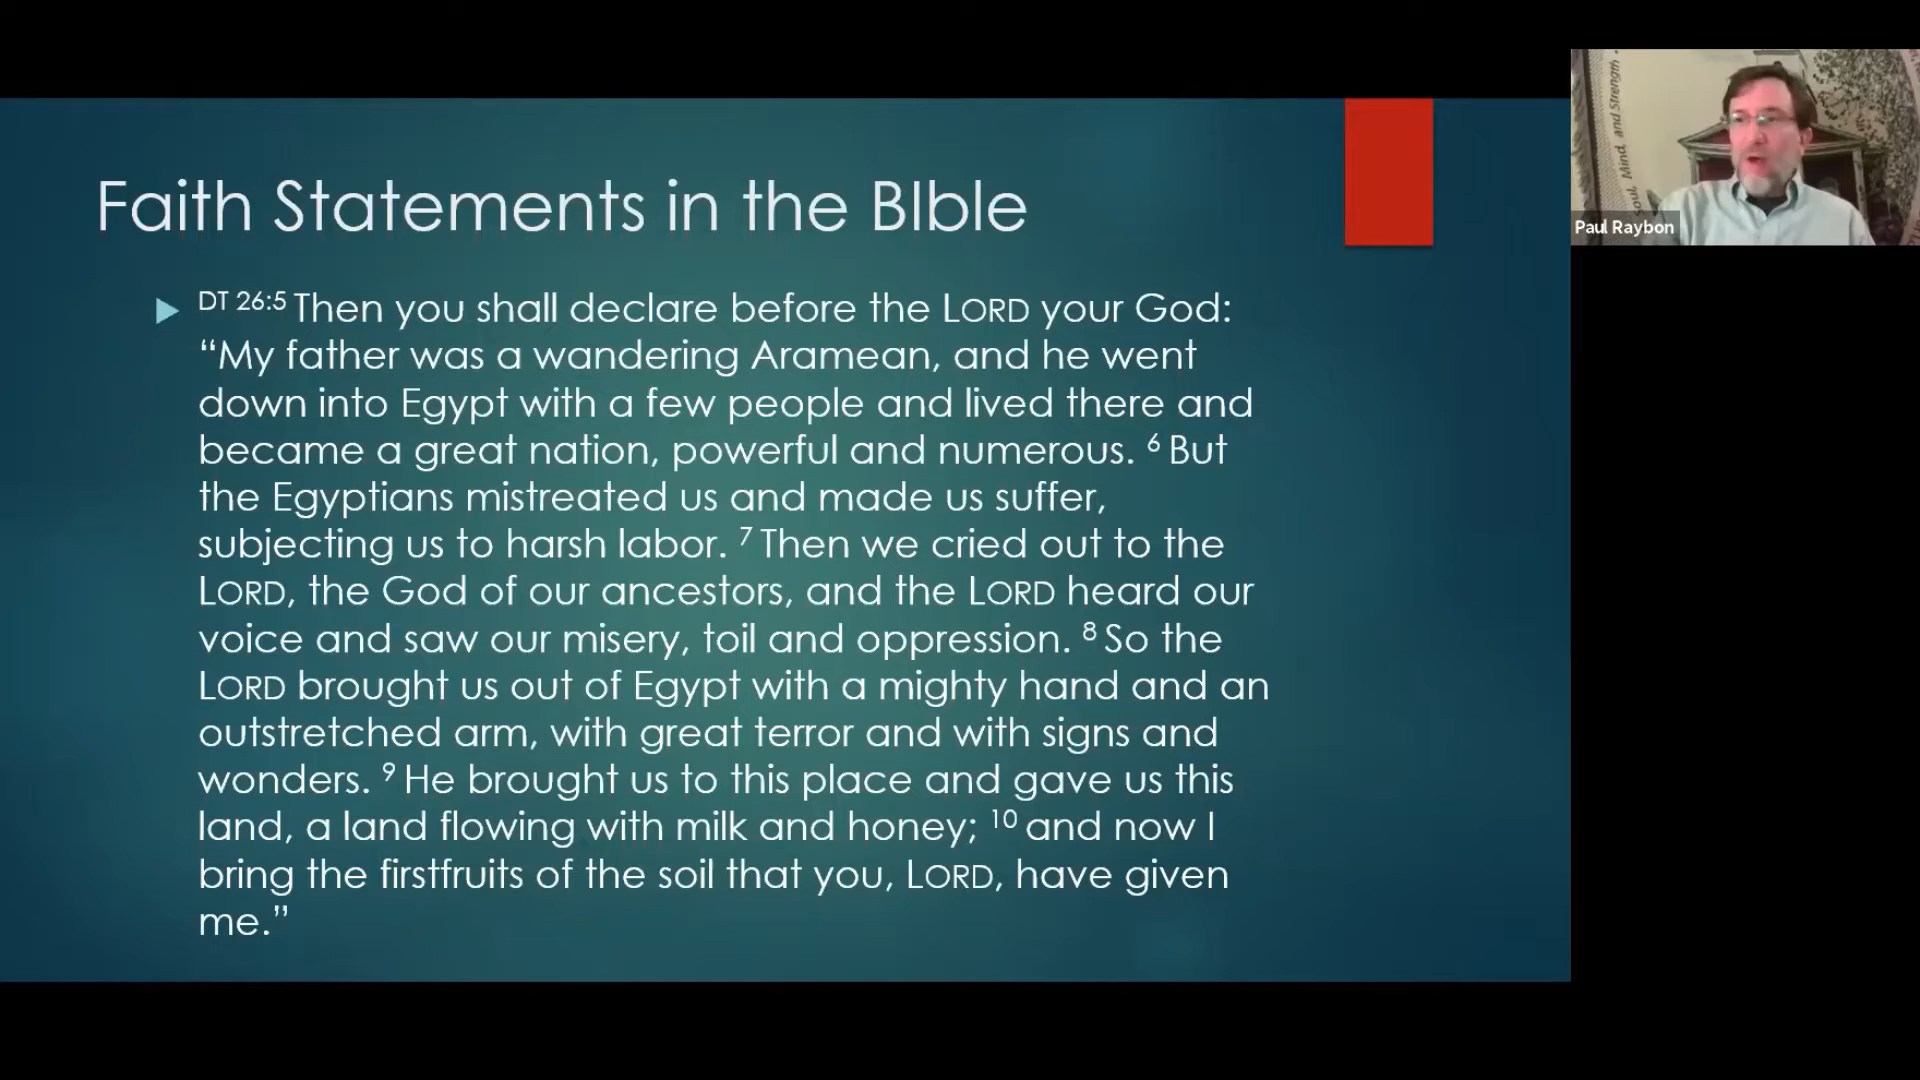 Faith Statements in the BIble
DT 26:5 Then you shall declare before the LORD your God:
“My father was a wandering Aramean, and he went
down into Egypt with a few people and lived there and
became a great nation, powerful and numerous. 6 But
the Egyptians mistreated us and made us suffer,
subjecting us to harsh labor. 7 Then we cried out to the
LORD, the God of our ancestors, and the LORD heard our
voice and saw our misery, toil and oppression. 8 So the
LORD brought us out of Egypt with a mighty hand and an
outstretched arm, with great terror and with signs and
wonders. 9 He brought us to this place and gave us this
land, a land flowing with milk and honey; 10 and now I
bring the firstfruits of the soil that you, LORD, have given
me.”
Soul, Mind, and Strength
Paul Raybon